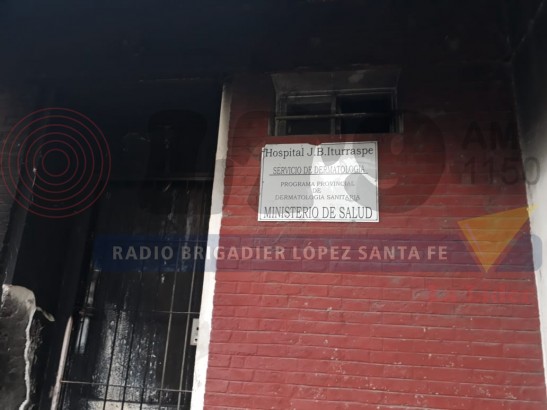 Hospital J.B.Iturraspe
SERVICIO DE DERMATOLOGIA
PROGRAMA PROVINCIAL
DE
DERMATOLOGIA SANITARIA
MINISTERIO DE SALUD
AM
RADIO BRIGADIER LÓPEZ SANTA FE